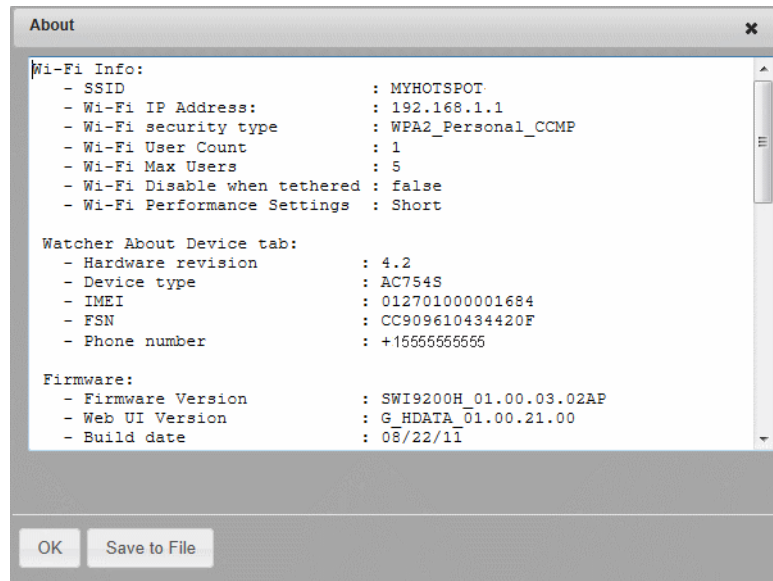 About
Wi-Fi Info:
- SSID : MYHOTSPOT
- Wi-Fi IP Address: : 192.168.1.1
- Wi-Fi security type : WPA2_Personal_CCMP
- Wi-Fi User Count : 1
- Wi-Fi Max Users : 5
- Wi-Fi Disable when tethered : false
- Wi-Fi Performance Settings : Short
Watcher About Device tab:
- Hardware revision : 4.2
- Device type : AC754S
- IMEI : 012701000001684
- FSN : CC909610434420F
- Phone number : +15555555555
Firmware:
- Firmware Version : SWI9200H_01.00.03.02AP
- Web UI Version : G_HDATA_01.00.21.00
- Build date : 08/22/11
OK Save to File